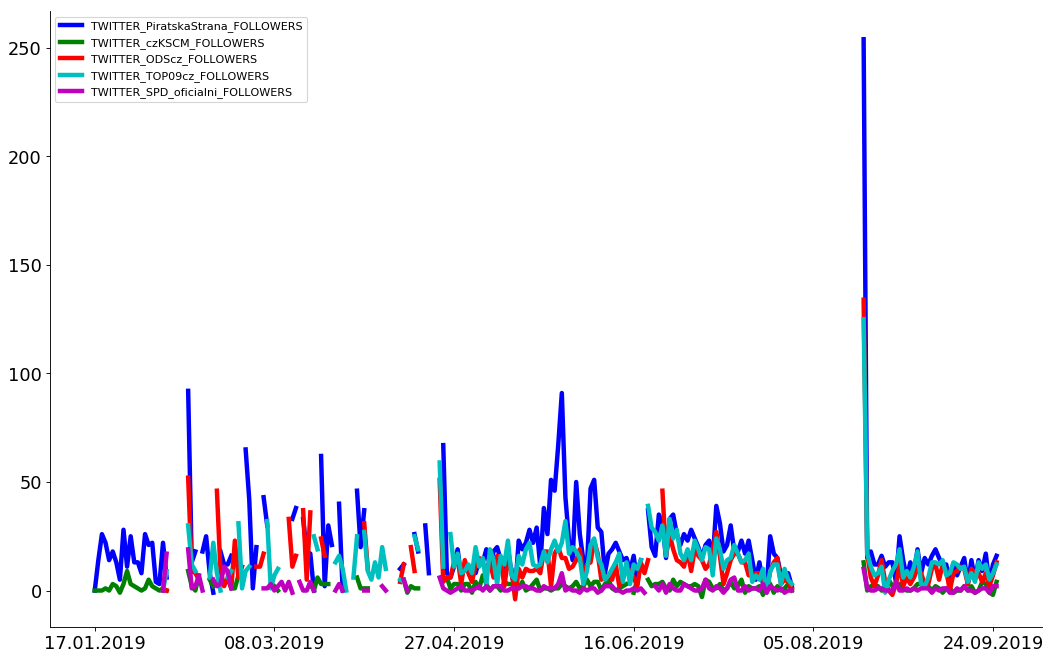 TWITTER_PiratskaStrana_FOLLOWERS
TWITTER_czKSCM_FOLLOWERS
TWITTER_ODScz_FOLLOWERS
TWITTER_TOP09cz_FOLLOWERS
TWITTER_SPD_oficialni_FOLLOWERS
250
200
150
100
50
0
17.01.2019 08.03.2019 27.04.2019 16.06.2019 05.08.2019 24.09.2019